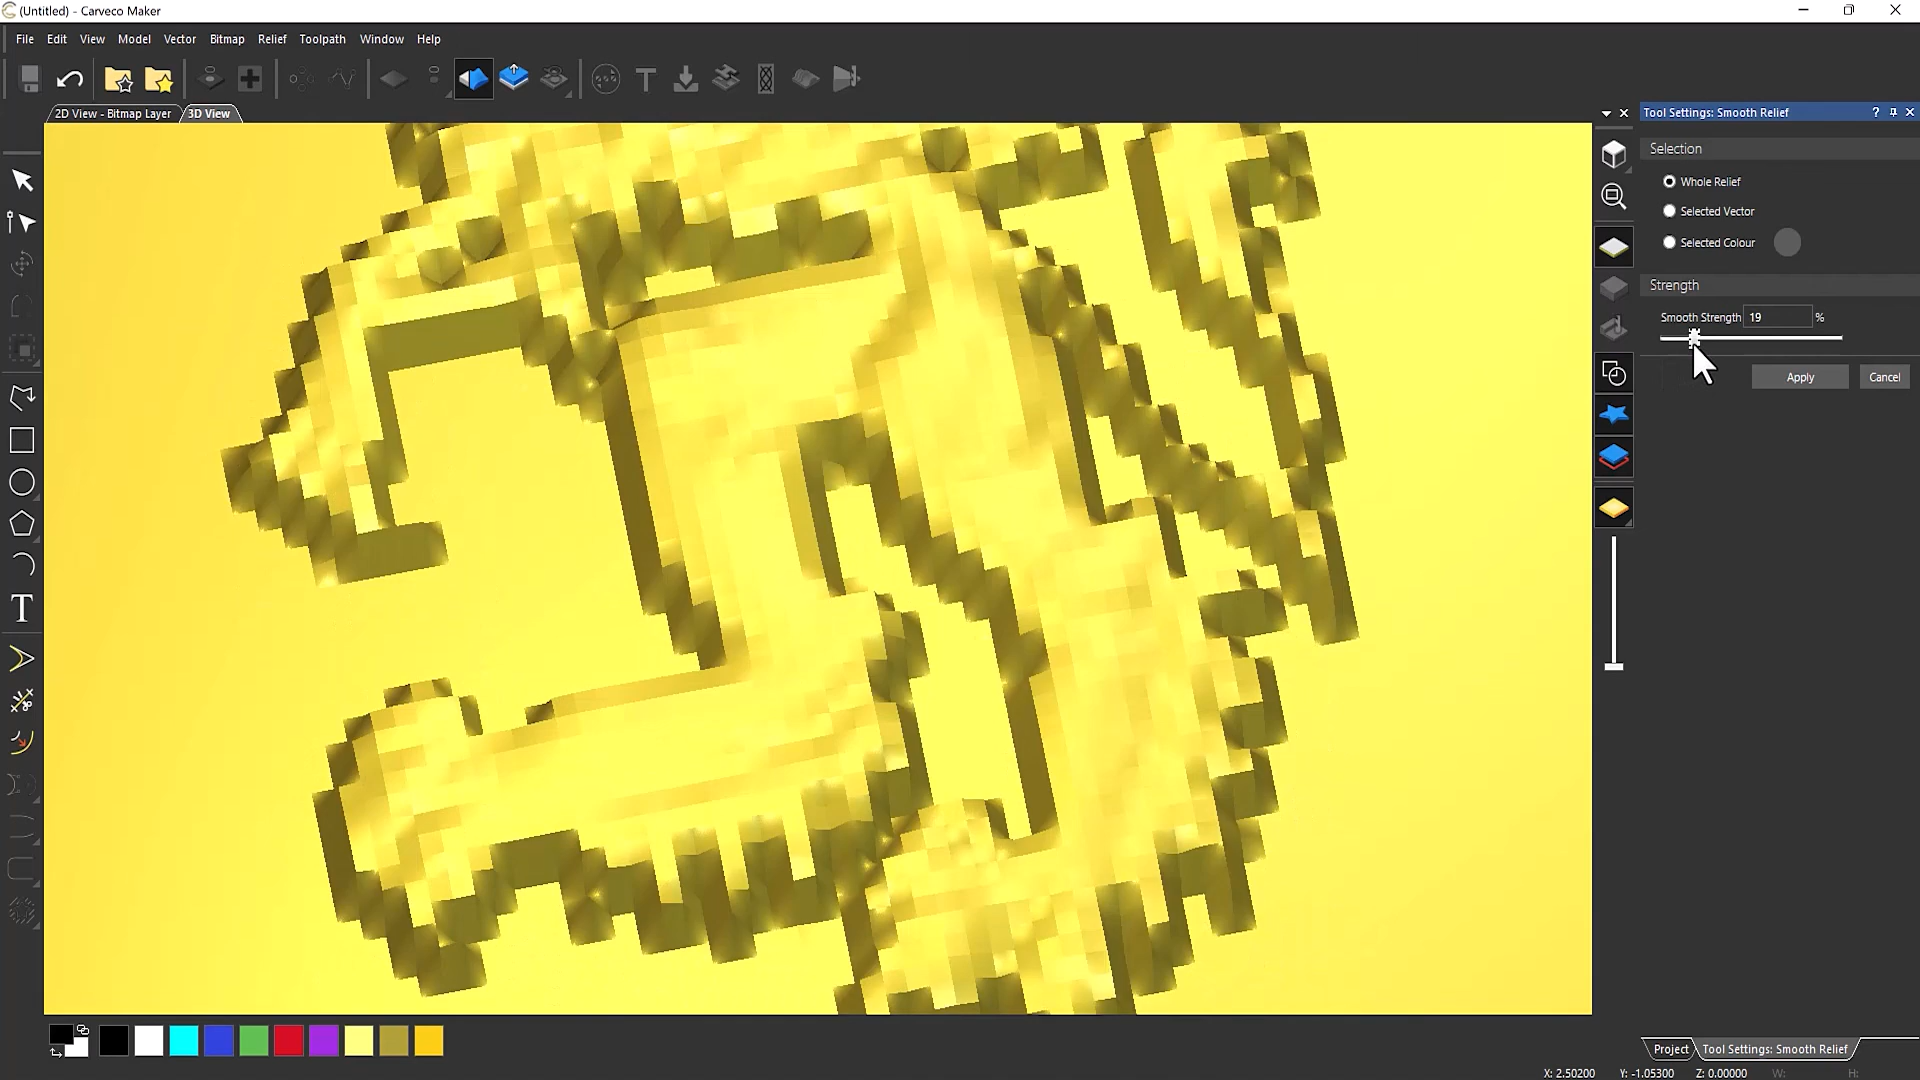 (Untitled) - Carveco Maker
File Edit View Model Vector Bitmap Relief Toolpath Window Help
2D View - Bitmap Layer 3D View
Tool Settings: Smooth Relief ?
Selection
Whole Relief
Selected Vector
Selected Colour
Strength
Smooth Strength 19 %
Apply Cancel
T
Project Tool Settings: Smooth Relief
X: 2.50200 Y: -1.05300 Z: 0.00000 W: H: